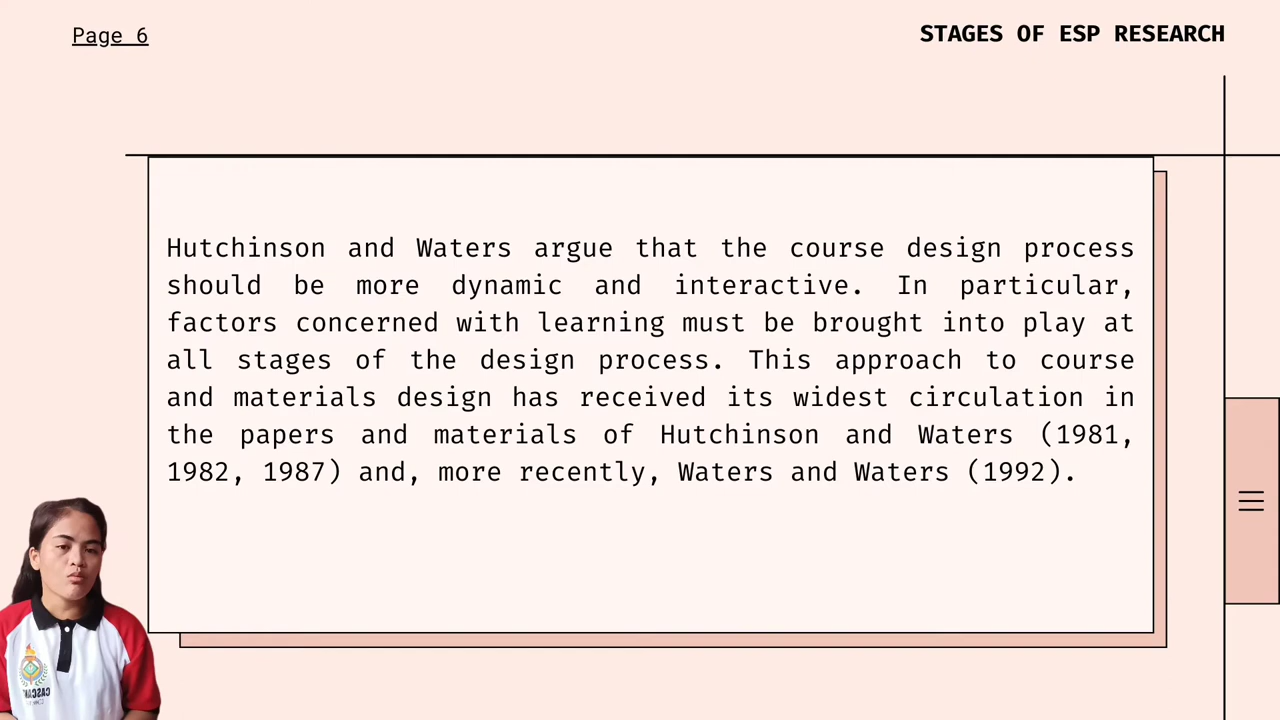 Page 6
STAGES OF ESP RESEARCH
Hutchinson and Waters argue that the course design process
should be more dynamic and interactive. In particular,
factors concerned with learning must be brought into play at
all stages of the design process. This approach to course
and materials design has received its widest circulation in
the papers and materials of Hutchinson and Waters (1981,
1982, 1987) and, more recently, Waters and Waters (1992).